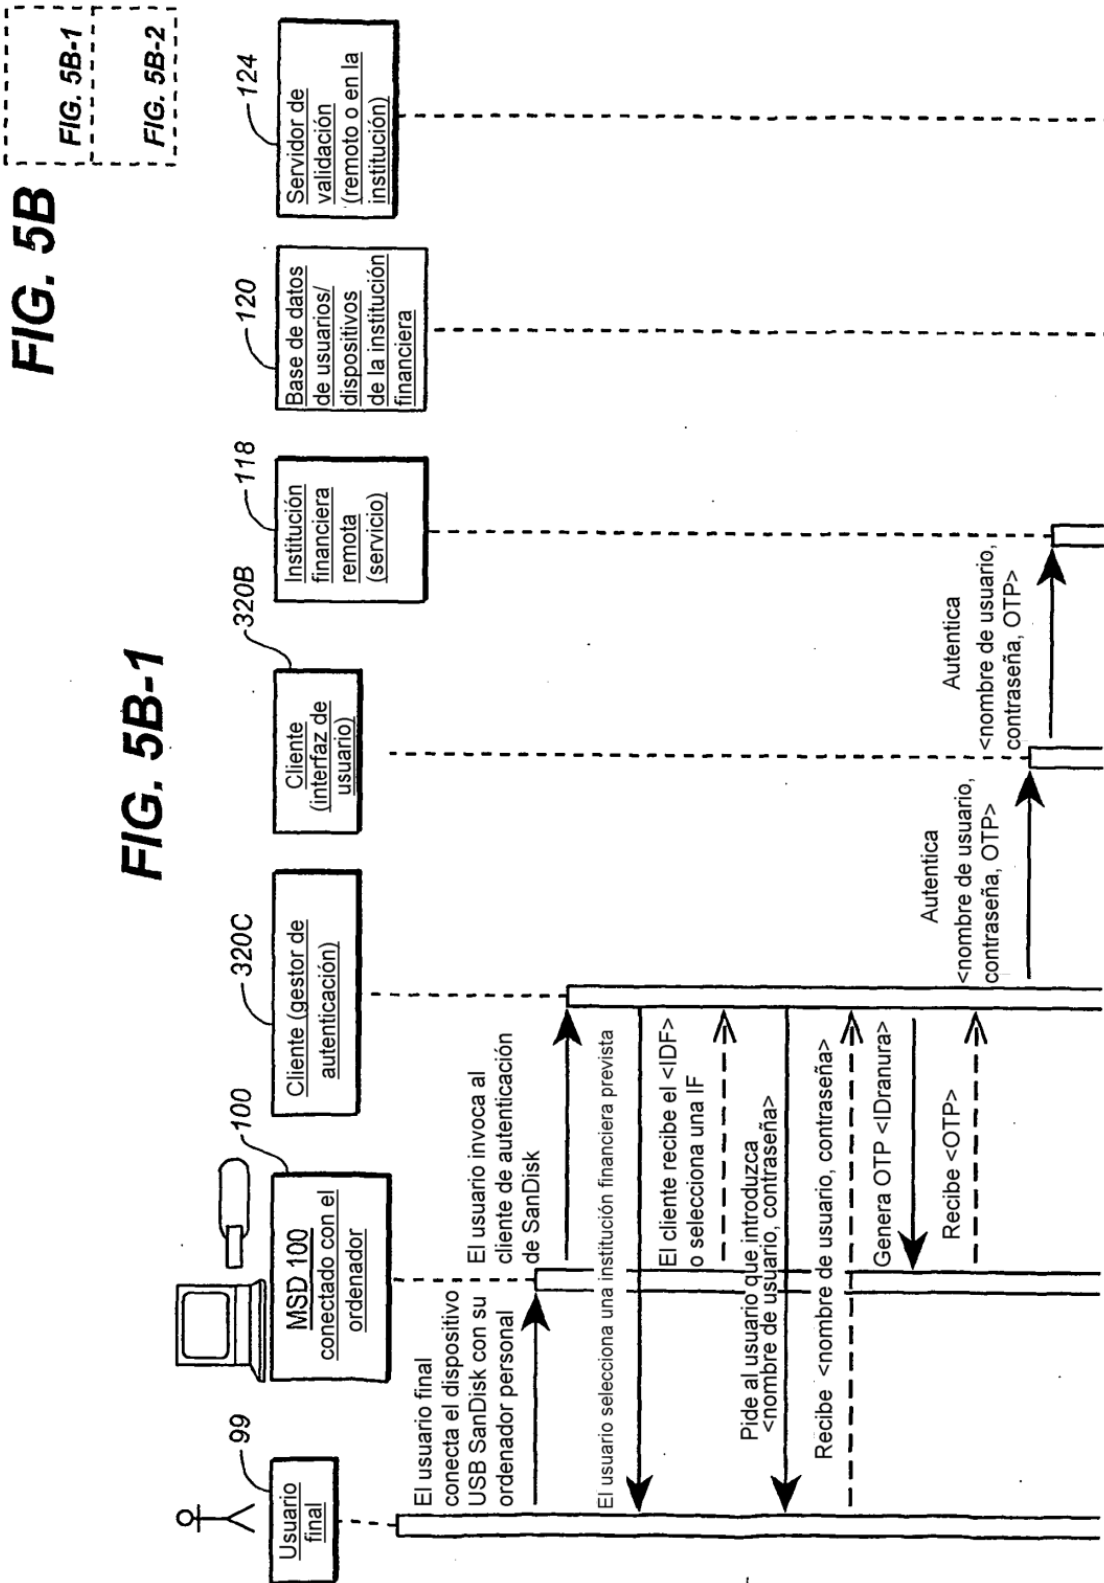 FIG. 5B
FIG. 5B-1
FIG. 5B-2
FIG. 5B-1
99
Usuario
final
100
MSD 100
conectado con el
ordenador
320C
Cliente (gestor de
autenticación)
320B
Cliente
(interfaz de
usuario)
118
Institución
financiera
remota
(servicio)
120
Base de datos
de usuarios/
dispositivos
de la institución
financiera
124
Servidor de
validación
(remoto o en la
institución)
El usuario final
conecta el dispositivo
USB SanDisk con su
ordenador personal
El usuario invoca al
cliente de autenticación
de SanDisk
El usuario selecciona una institución financiera prevista
El cliente recibe el <IDF>
o selecciona una IF
Pide al usuario que introduzca
<nombre de usuario, contraseña>
Recibe <nombre de usuario, contraseña>
Genera OTP <IDranura>
Recibe <OTP>
Autentica
<nombre de usuario,
contraseña, OTP>
Autentica
<nombre de usuario,
contraseña, OTP>